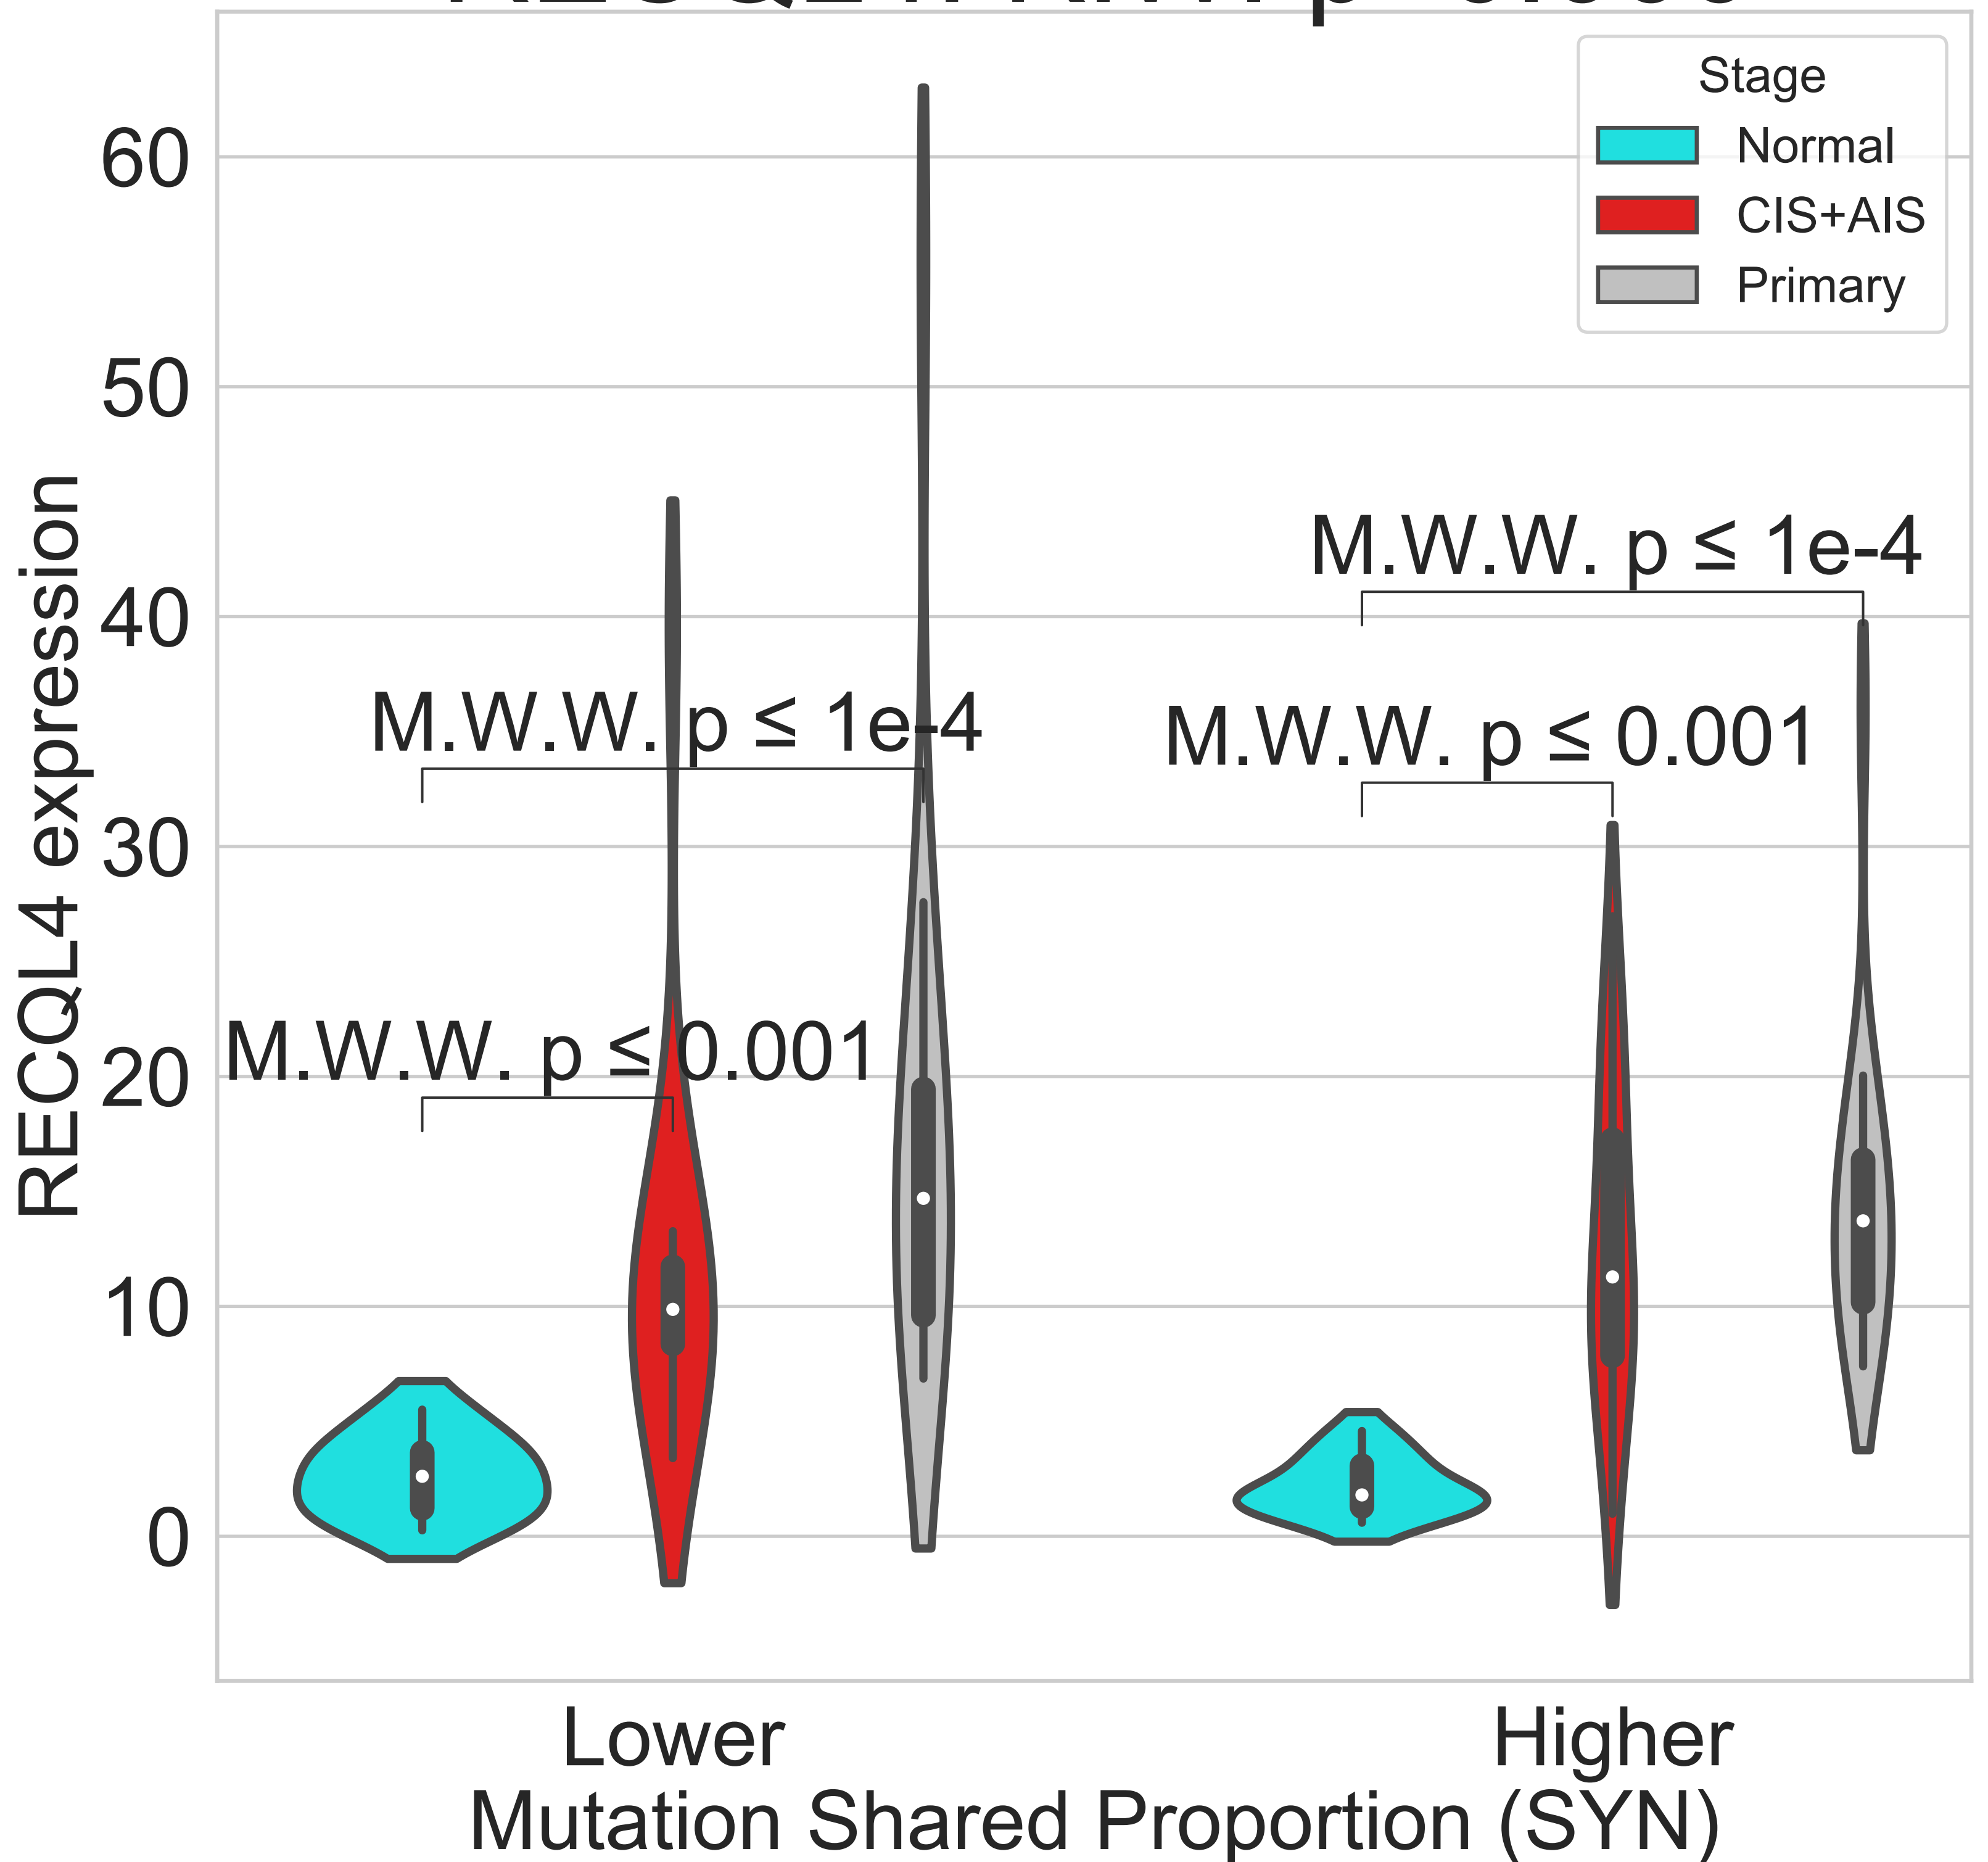 Stage
Normal
CIS+AIS
Primary
60
50
40
30
20
10
0
RECQL4 expression
M.W.W. p ≤ 1e-4
M.W.W. p ≤ 0.001
M.W.W. p ≤ 1e-4
M.W.W. p ≤ 0.001
Lower
Higher
Mutation Shared Proportion (SYN)